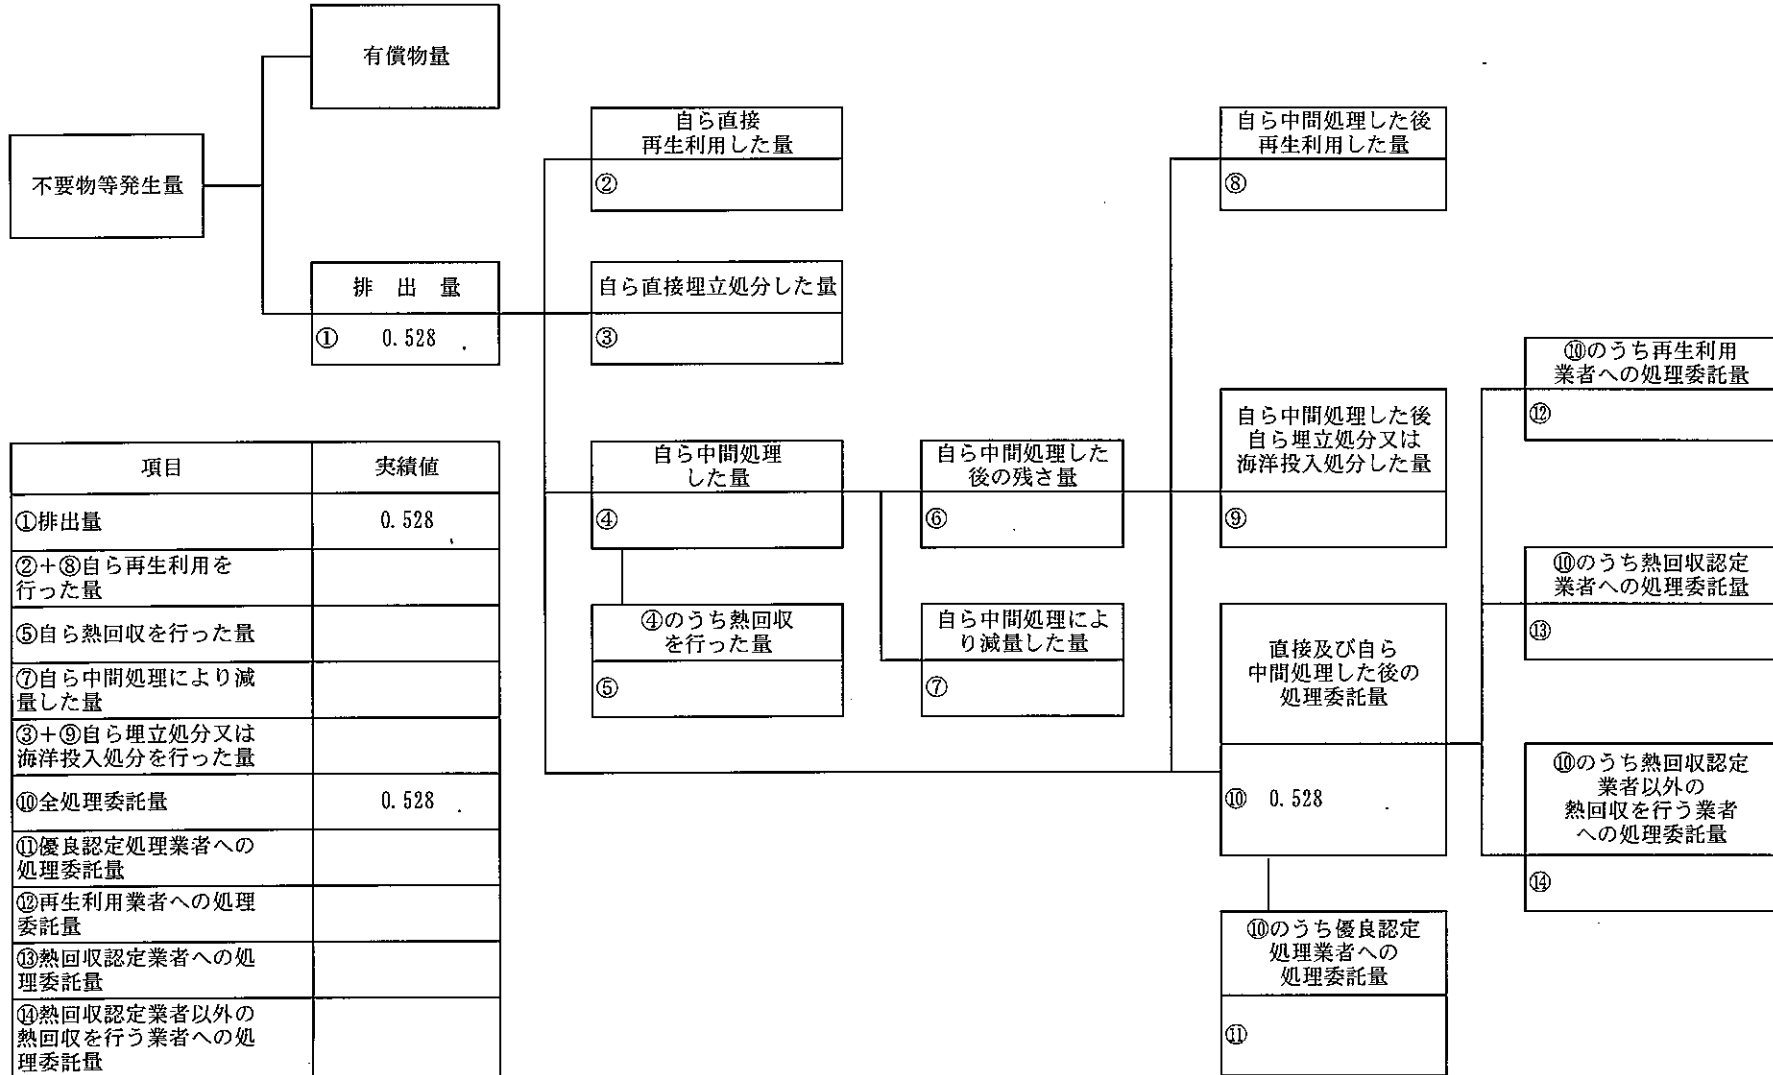 有償物量
不要物等発生量
排 出 量
① 0.528
自ら直接
再生利用した量
②
自ら直接埋立処分した量
③
自ら中間処理
した量
④
④のうち熱回収
を行った量
⑤
自ら中間処理した
後の残さ量
⑥
自ら中間処理によ
り減量した量
⑦
自ら中間処理した後
再生利用した量
⑧
自ら中間処理した後
自ら埋立処分又は
海洋投入処分した量
⑨
直接及び自ら
中間処理した後の
処理委託量
⑩ 0.528
⑩のうち優良認定
処理業者への
処理委託量
⑪
⑩のうち再生利用
業者への処理委託量
⑫
⑩のうち熱回収認定
業者への処理委託量
⑬
⑩のうち熱回収認定
業者以外の
熱回収を行う業者
への処理委託量
⑭
項目 実績値
①排出量 0.528
②+⑧自ら再生利用を
行った量
⑤自ら熱回収を行った量
⑦自ら中間処理により減
量した量
③+⑨自ら埋立処分又は
海洋投入処分を行った量
⑩全処理委託量 0.528
⑪優良認定処理業者への
処理委託量
⑫再生利用業者への処理
委託量
⑬熱回収認定業者への処
理委託量
⑭熱回収認定業者以外の
熱回収を行う業者への処
理委託量